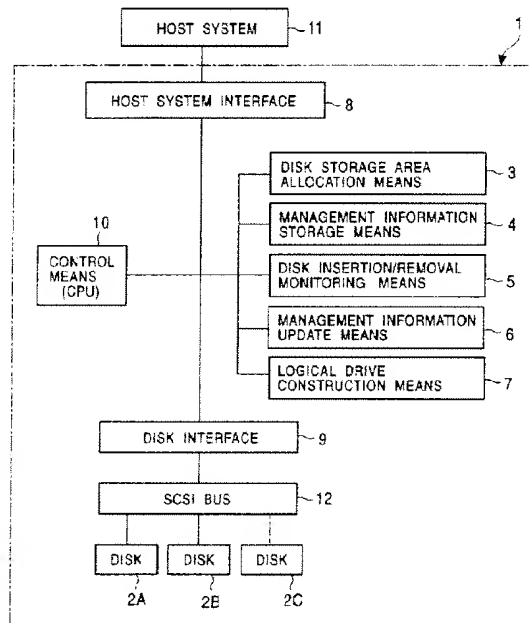 HOST SYSTEM
11
1
HOST SYSTEM INTERFACE
8
DISK STORAGE AREA
ALLOCATION MEANS
3
MANAGEMENT INFORMATION
STORAGE MEANS
4
10
CONTROL
MEANS
(CPU)
DISK INSERTION/REMOVAL
MONITORING MEANS
5
MANAGEMENT INFORMATION
UPDATE MEANS
6
LOGICAL DRIVE
CONSTRUCTION MEANS
7
DISK INTERFACE
9
SCSI BUS
12
DISK
DISK
DISK
2A
2B
2C